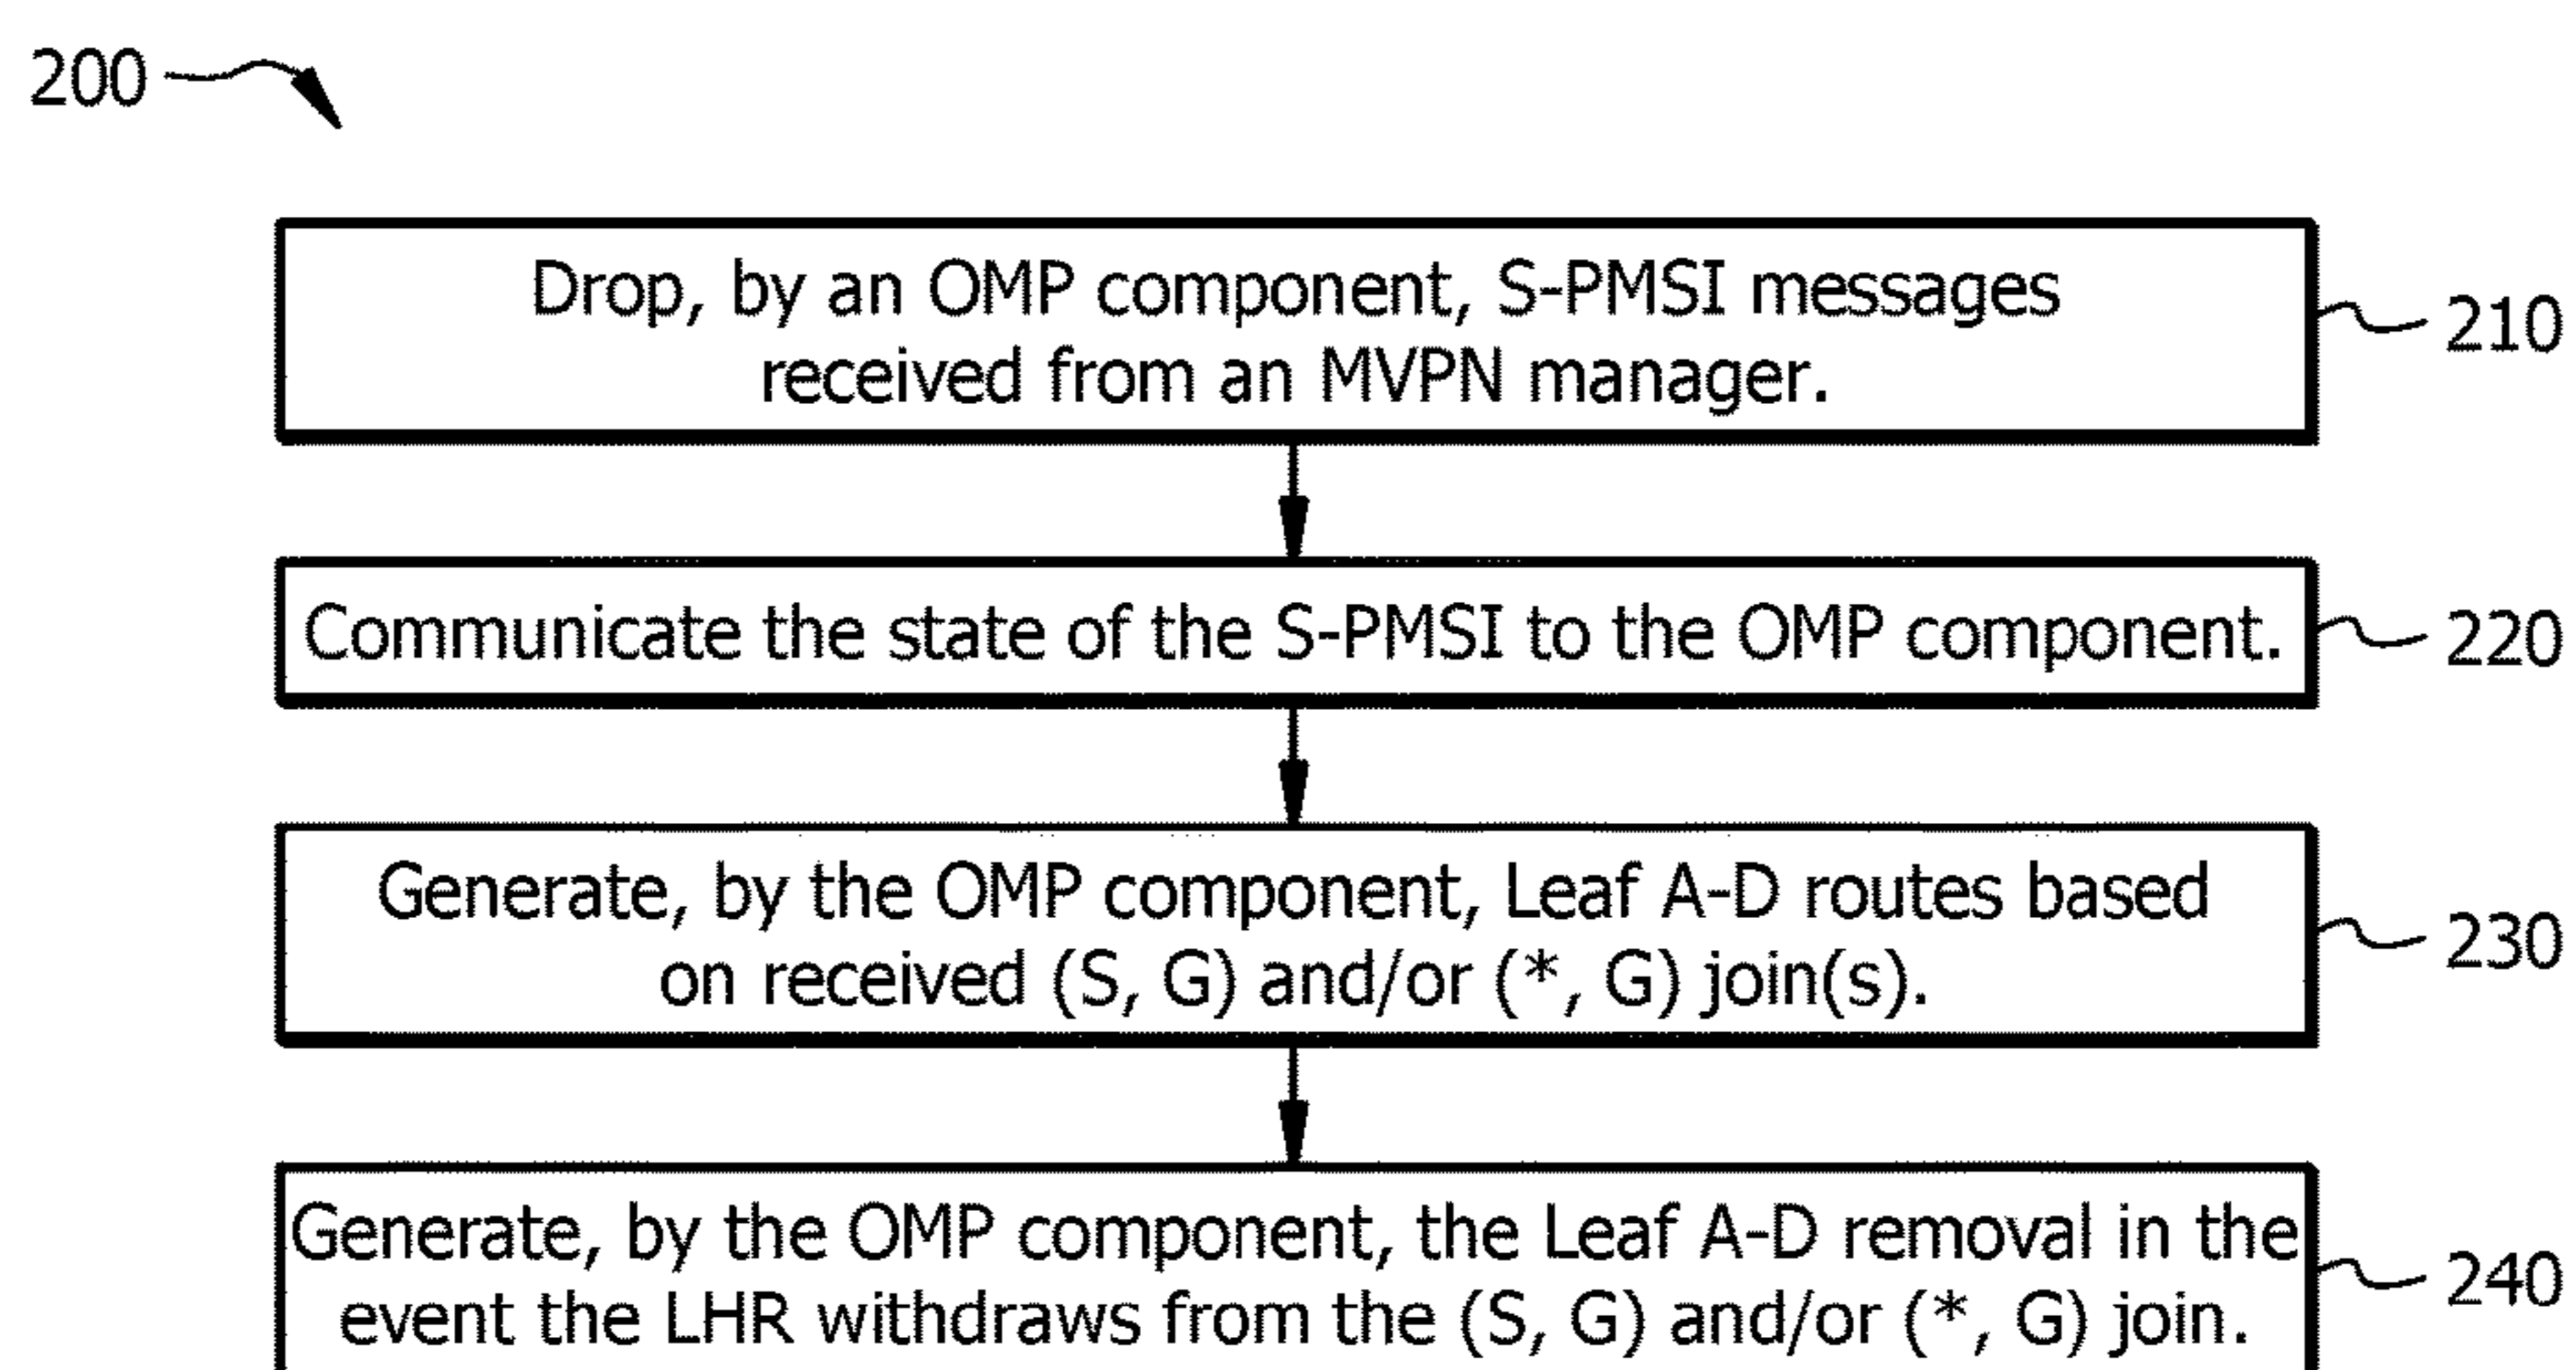 200
Drop, by an OMP component, S-PMSI messages
received from an MVPN manager.
210
Communicate the state of the S-PMSI to the OMP component.
220
Generate, by the OMP component, Leaf A-D routes based
on received (S, G) and/or (*, G) join(s).
230
Generate, by the OMP component, the Leaf A-D removal in the
event the LHR withdraws from the (S, G) and/or (*, G) join.
240